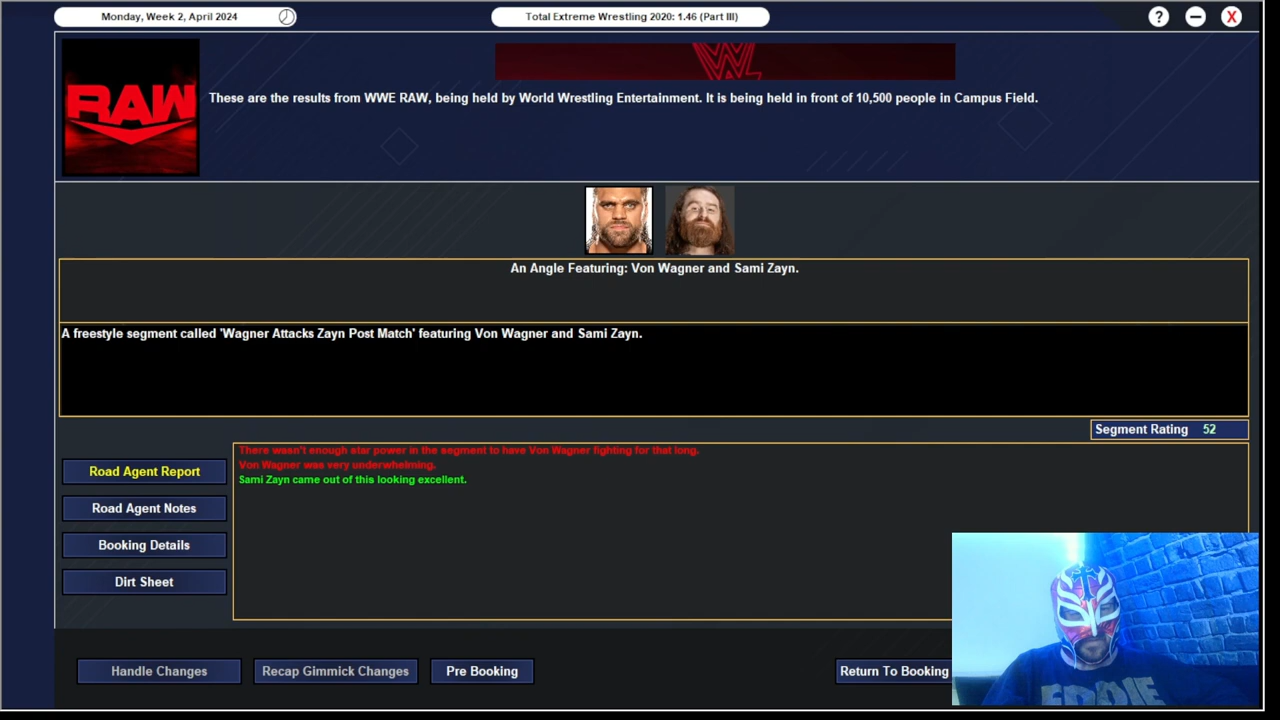 Monday, Week 2, April 2024
Total Extreme Wrestling 2020: 1.46 (Part III)
?
X
RAW
These are the results from WWE RAW, being held by World Wrestling Entertainment. It is being held in front of 10,500 people in Campus Field.
An Angle Featuring: Von Wagner and Sami Zayn.
A freestyle segment called 'Wagner Attacks Zayn Post Match' featuring Von Wagner and Sami Zayn.
Segment Rating 52
There wasn't enough star power in the segment to have Von Wagner fighting for that long.
Von Wagner was very underwhelming.
Sami Zayn came out of this looking excellent.
Road Agent Report
Road Agent Notes
Booking Details
Dirt Sheet
Handle Changes
Recap Gimmick Changes
Pre Booking
Return To Booking
EDDIE